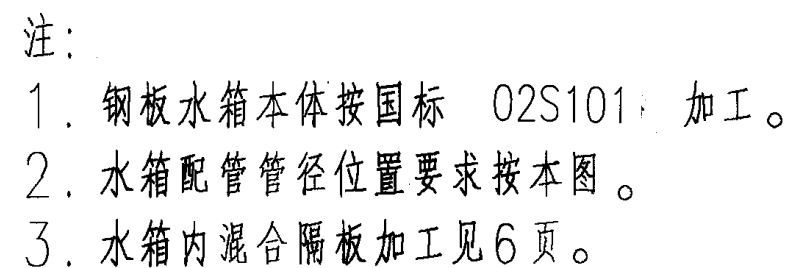 注：
1. 钢板水箱本体按国标 02S101 加工。
2. 水箱配管管径位置要求按本图。
3. 水箱内混合隔板加工见6页。